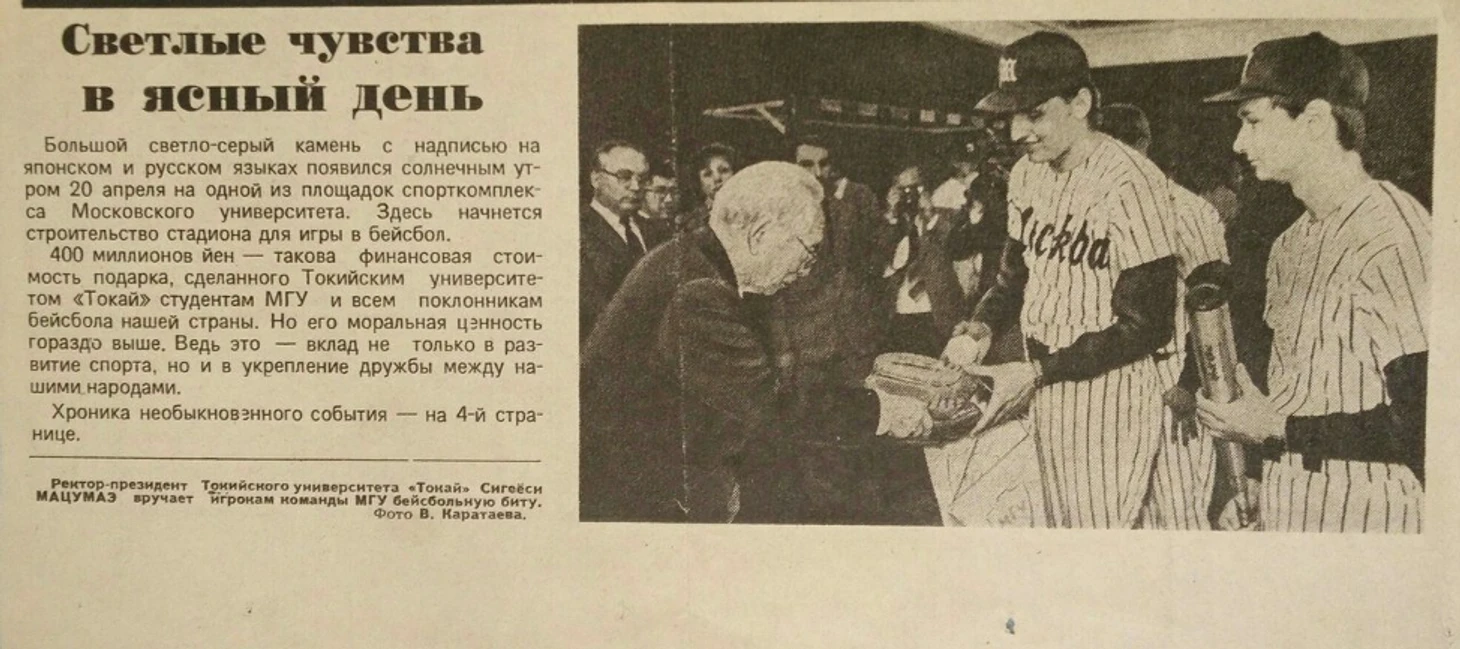 Светлые чувства
в ясный день
Большой светло-серый камень с надписью на
японском и русском языках появился солнечным ут-
ром 20 апреля на одной из площадок спорткомплек-
са Московского университета. Здесь начнется
строительство стадиона для игры в бейсбол.
400 миллионов йен — такова финансовая стои-
мость подарка, сделанного Токийским университе-
том «Токай» студентам МГУ и всем поклонникам
бейсбола нашей страны. Но его моральная ценность
гораздо выше. Ведь это — вклад не только в раз-
витие спорта, но и в укрепление дружбы между на-
шими народами.
Хроника необыкновенного события — на 4-й стра-
нице.
Ректор-президент Токийского университета «Токай» Сигеёси
МАЦУМАЭ вручает игрокам команды МГУ бейсбольную биту.
Фото В. Каратаева.
М
Москва
МГУ